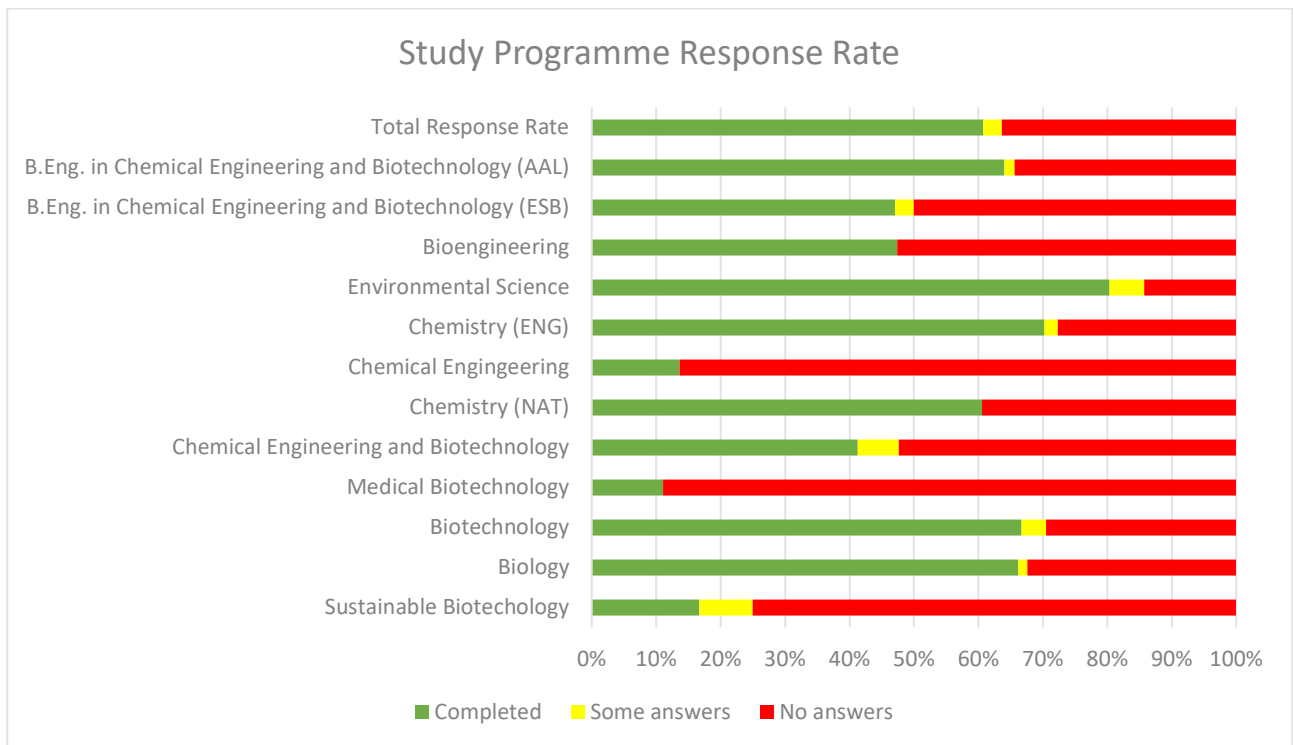 Study Programme Response Rate
Total Response Rate
B.Eng. in Chemical Engineering and Biotechnology (AAL)
B.Eng. in Chemical Engineering and Biotechnology (ESB)
Bioengineering
Environmental Science
Chemistry (ENG)
Chemical Engingeering
Chemistry (NAT)
Chemical Engineering and Biotechnology
Medical Biotechnology
Biotechnology
Biology
Sustainable Biotechology
0% 10% 20% 30% 40% 50% 60% 70% 80% 90% 100%
Completed Some answers No answers